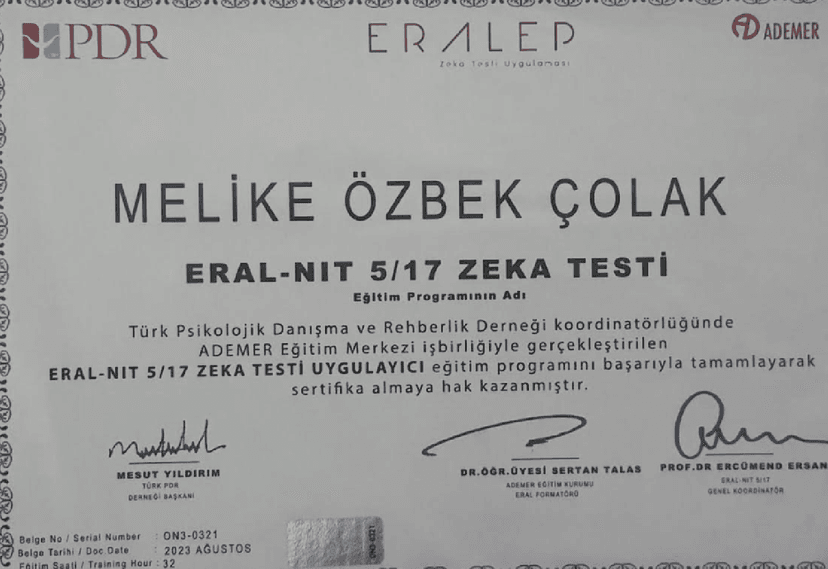 PDR
ERALEP
Zeka Testi Uygulaması
ADEMER
MELİKE ÖZBEK ÇOLAK
ERAL-NIT 5/17 ZEKA TESTİ
Eğitim Programının Adı
Türk Psikolojik Danışma ve Rehberlik Derneği koordinatörlüğünde
ADEMER Eğitim Merkezi işbirliğiyle gerçekleştirilen
ERAL-NIT 5/17 ZEKA TESTİ UYGULAYICI eğitim programını başarıyla tamamlayarak
sertifika almaya hak kazanmıştır.
MESUT YILDIRIM
TÜRK PDR
DERNEĞİ BAŞKANI
DR.ÖĞR.ÜYESİ SERTAN TALAS
ADEMER EĞİTİM KURUMU
ERAL FORMATÖRÜ
PROF.DR ERCÜMEND ERSAN
ERAL-NIT 5/17
GENEL KOORDİNATÖR
Belge No / Serial Number : ON3-0321
Belge Tarihi / Doc.Date : 2023 AĞUSTOS
Eğitim Saati / Training Hour : 32
ON3-0321